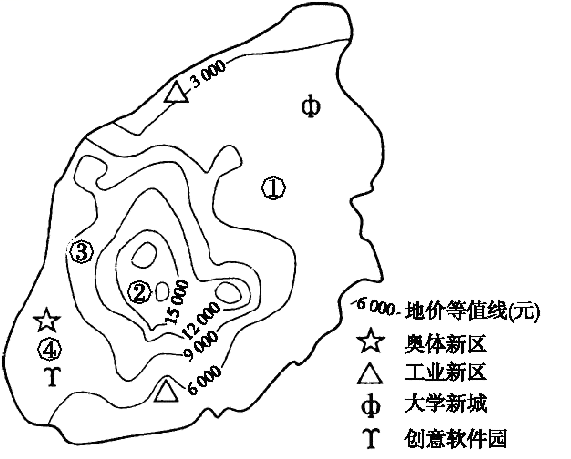 3 000
①
③
②
15 000
12 000
9 000
6 000
④
6 000 地价等值线(元)
奥体新区
工业新区
大学新城
创意软件园